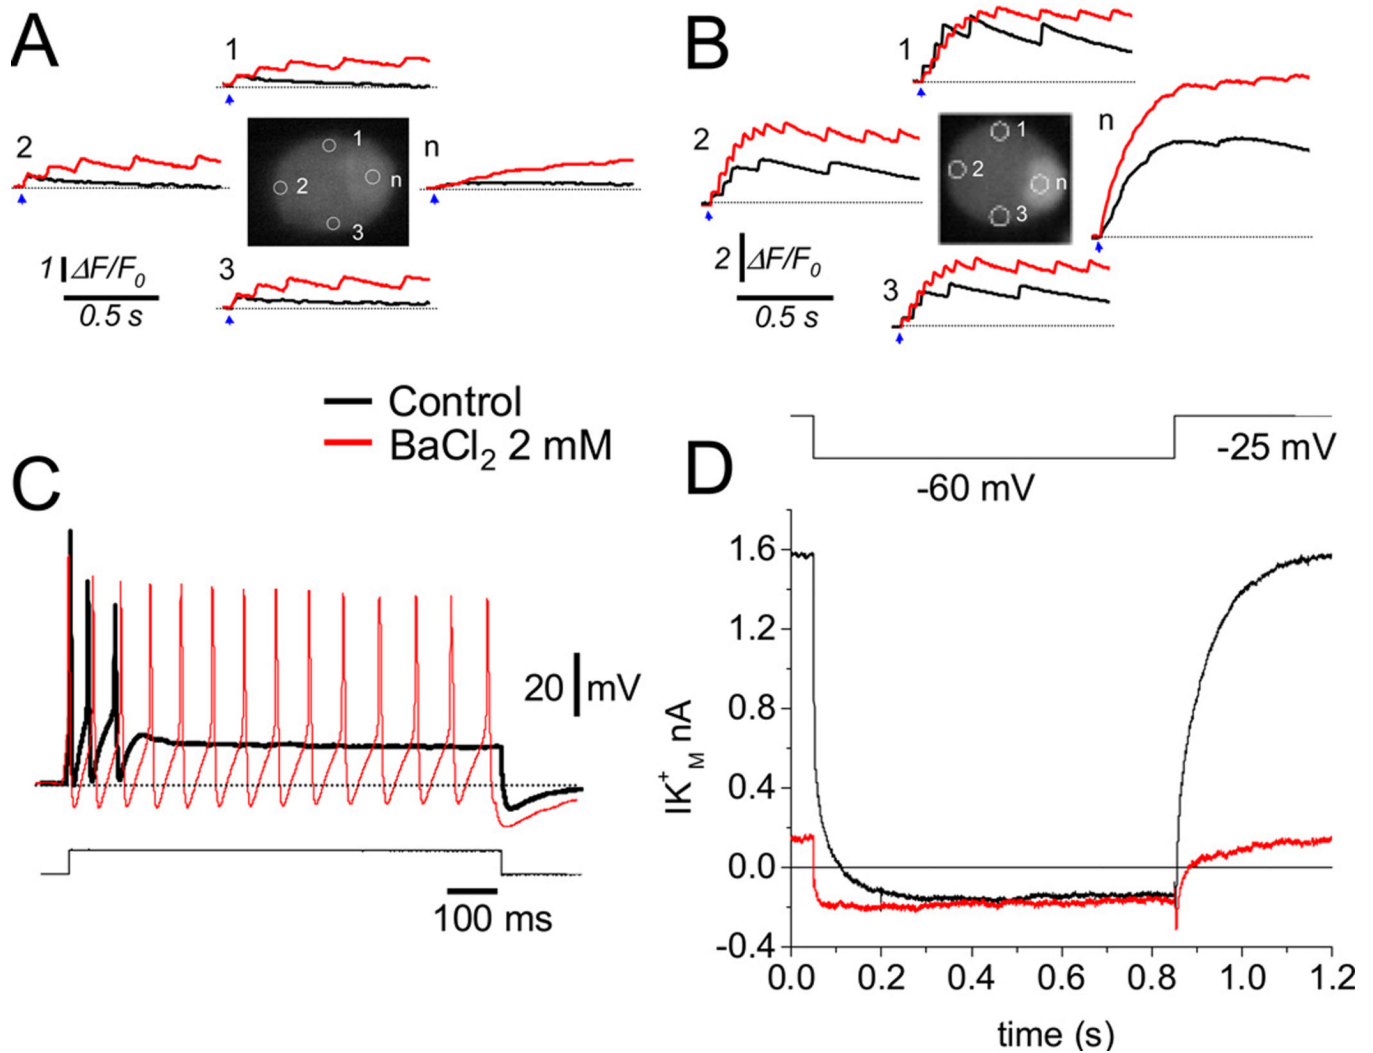 A
1
2
n
3
1
2
n
3
1 ΔF/F0
0.5 s
B
1
2
n
3
1
2
n
3
2 ΔF/F0
0.5 s
Control
BaCl2 2 mM
C
20 mV
100 ms
D
-25 mV
-60 mV
IK+M nA
1.6
1.2
0.8
0.4
0.0
-0.4
0.0 0.2 0.4 0.6 0.8 1.0 1.2
time (s)